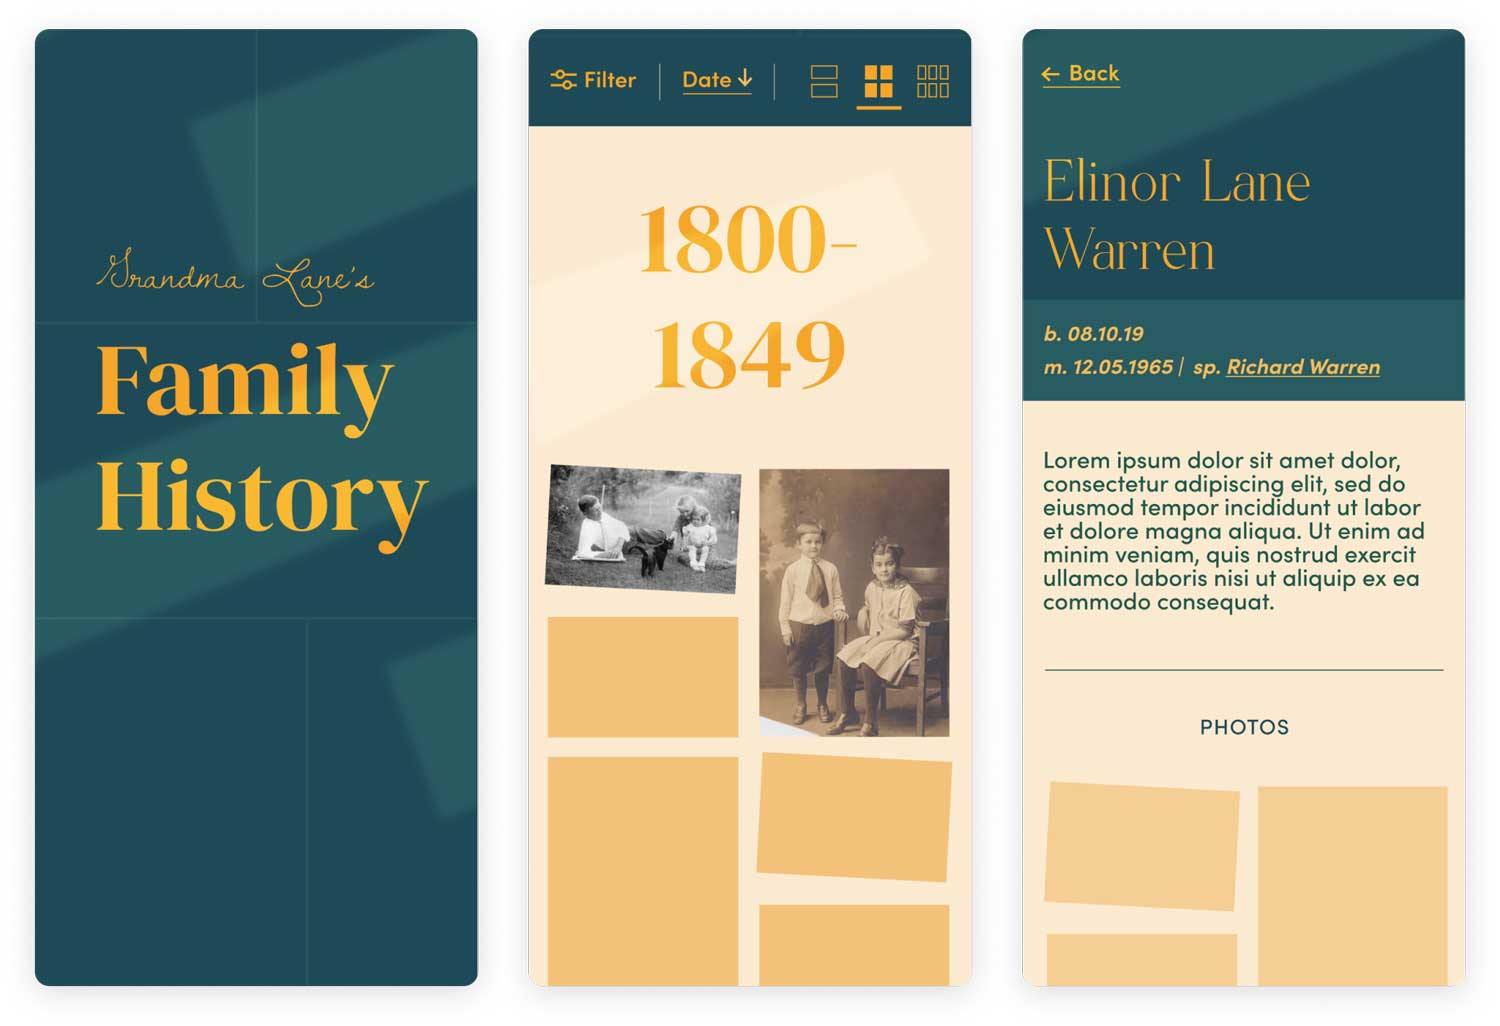 Grandma Lane's
Family
History
Filter
Date
1800–
1849
Back
Elinor Lane
Warren
b. 08.10.19
m. 12.05.1965 | sp. Richard Warren
Lorem ipsum dolor sit amet dolor,
consectetur adipiscing elit, sed do
eiusmod tempor incididunt ut labor
et dolore magna aliqua. Ut enim ad
minim veniam, quis nostrud exercit
ullamco laboris nisi ut aliquip ex ea
commodo consequat.
PHOTOS